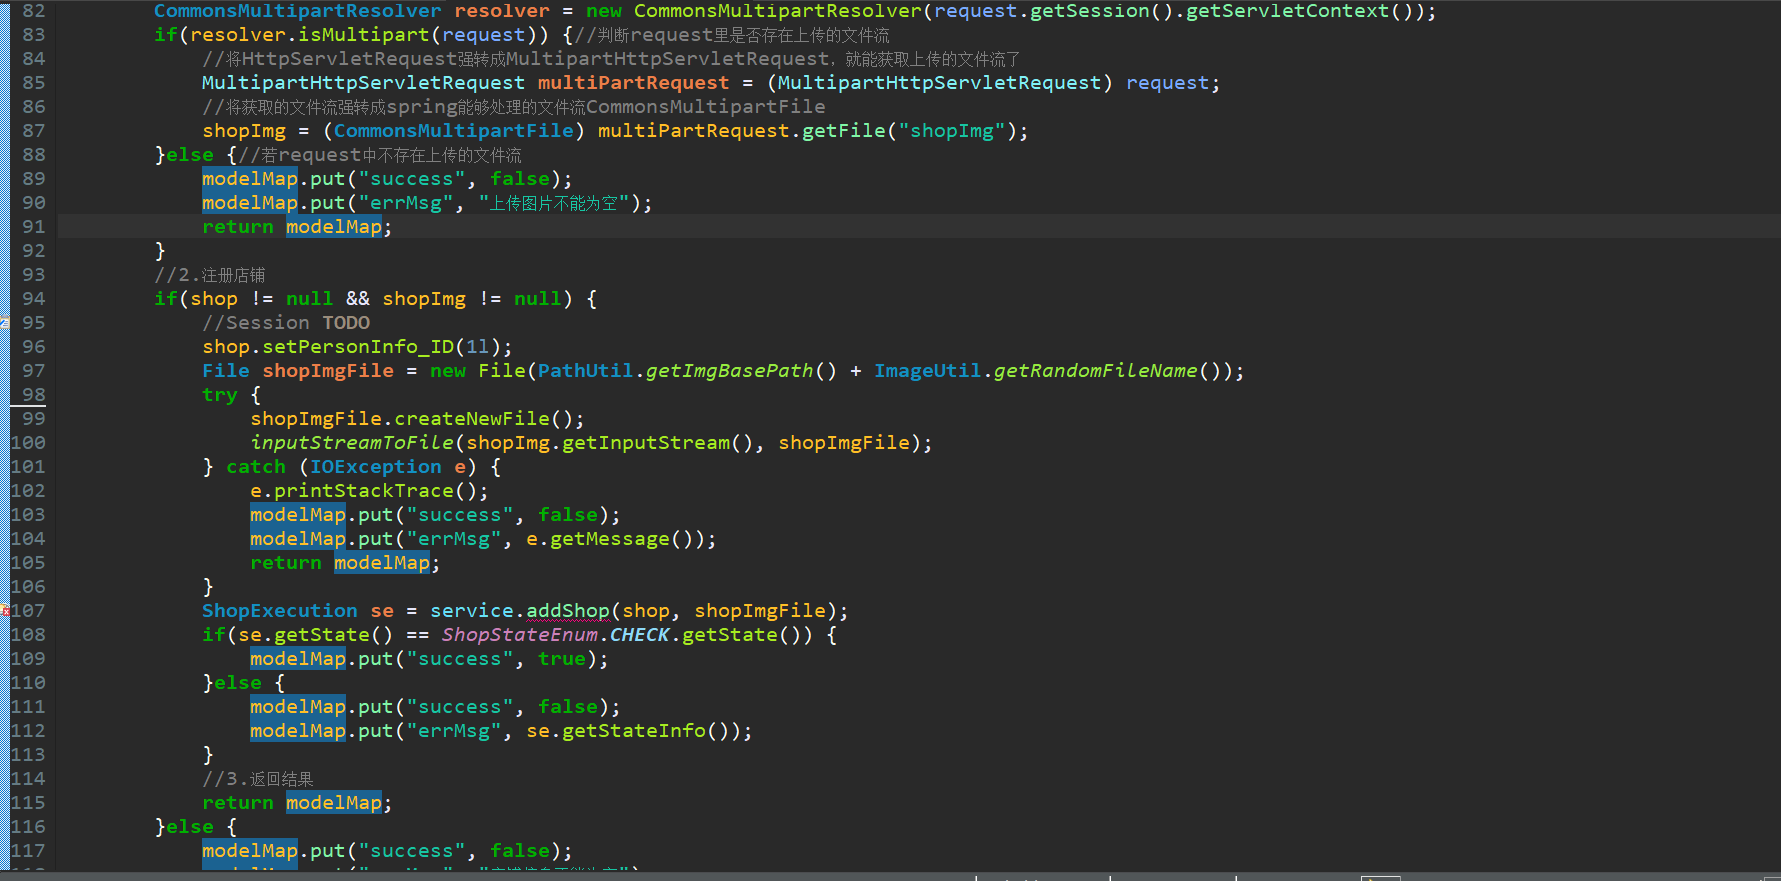 82 CommonsMultipartResolver resolver = new CommonsMultipartResolver(request.getSession().getServletContext());
83 if(resolver.isMultipart(request)) {//判断request里是否存在上传的文件流
84 //将HttpServletRequest强转成MultipartHttpServletRequest，就能获取上传的文件流了
85 MultipartHttpServletRequest multiPartRequest = (MultipartHttpServletRequest) request;
86 //将获取的文件流强转成spring能够处理的文件流CommonsMultipartFile
87 shopImg = (CommonsMultipartFile) multiPartRequest.getFile("shopImg");
88 }else {//若request中不存在上传的文件流
89 modelMap.put("success", false);
90 modelMap.put("errMsg", "上传图片不能为空");
91 return modelMap;
92 }
93 //2.注册店铺
94 if(shop != null && shopImg != null) {
95 //Session TODO
96 shop.setPersonInfo_ID(1l);
97 File shopImgFile = new File(PathUtil.getImgBasePath() + ImageUtil.getRandomFileName());
98 try {
99 shopImgFile.createNewFile();
100 inputStreamToFile(shopImg.getInputStream(), shopImgFile);
101 } catch (IOException e) {
102 e.printStackTrace();
103 modelMap.put("success", false);
104 modelMap.put("errMsg", e.getMessage());
105 return modelMap;
106 }
107 ShopExecution se = service.addShop(shop, shopImgFile);
108 if(se.getState() == ShopStateEnum.CHECK.getState()) {
109 modelMap.put("success", true);
110 }else {
111 modelMap.put("success", false);
112 modelMap.put("errMsg", se.getStateInfo());
113 }
114 //3.返回结果
115 return modelMap;
116 }else {
117 modelMap.put("success", false);